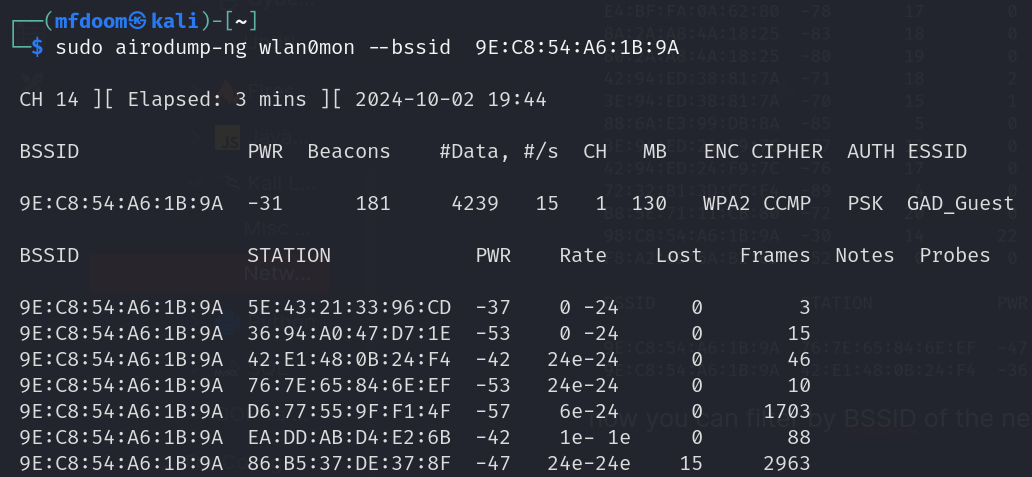 ┌──(mfdoom㉿kali)-[~]
└─$ sudo airodump-ng wlan0mon --bssid  9E:C8:54:A6:1B:9A
CH 14 ][ Elapsed: 3 mins ][ 2024-10-02 19:44
BSSID              PWR  Beacons    #Data, #/s  CH   MB   ENC CIPHER  AUTH ESSID
9E:C8:54:A6:1B:9A  -31      181     4239   15   1  130   WPA2 CCMP   PSK  GAD_Guest
BSSID              STATION            PWR    Rate    Lost   Frames  Notes  Probes
9E:C8:54:A6:1B:9A  5E:43:21:33:96:CD  -37    0 -24      0        3
9E:C8:54:A6:1B:9A  36:94:A0:47:D7:1E  -53    0 -24      0       15
9E:C8:54:A6:1B:9A  42:E1:48:0B:24:F4  -42   24e-24      0       46
9E:C8:54:A6:1B:9A  76:7E:65:84:6E:EF  -53   24e-24      0       10
9E:C8:54:A6:1B:9A  D6:77:55:9F:F1:4F  -57    6e-24      0     1703
9E:C8:54:A6:1B:9A  EA:DD:AB:D4:E2:6B  -42    1e- 1e     0       88
9E:C8:54:A6:1B:9A  86:B5:37:DE:37:8F  -47   24e-24e    15     2963
now you can filter by BSSID of the ne